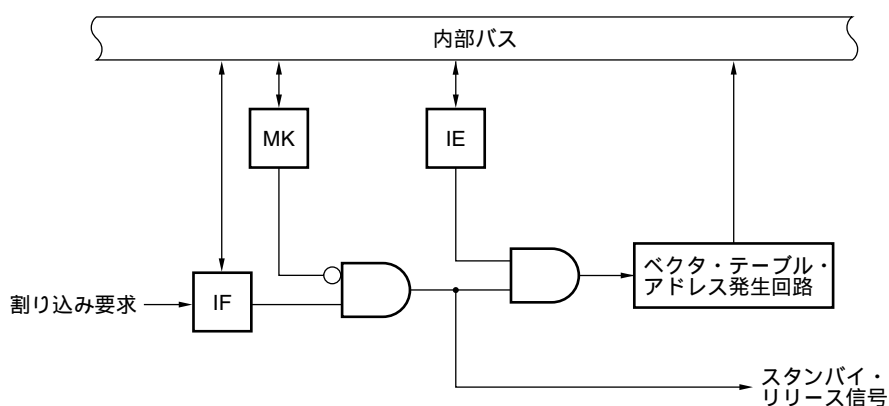 内部バス
MK
IE
ベクタ・テーブル・
アドレス発生回路
割り込み要求
IF
スタンバイ・
リリース信号